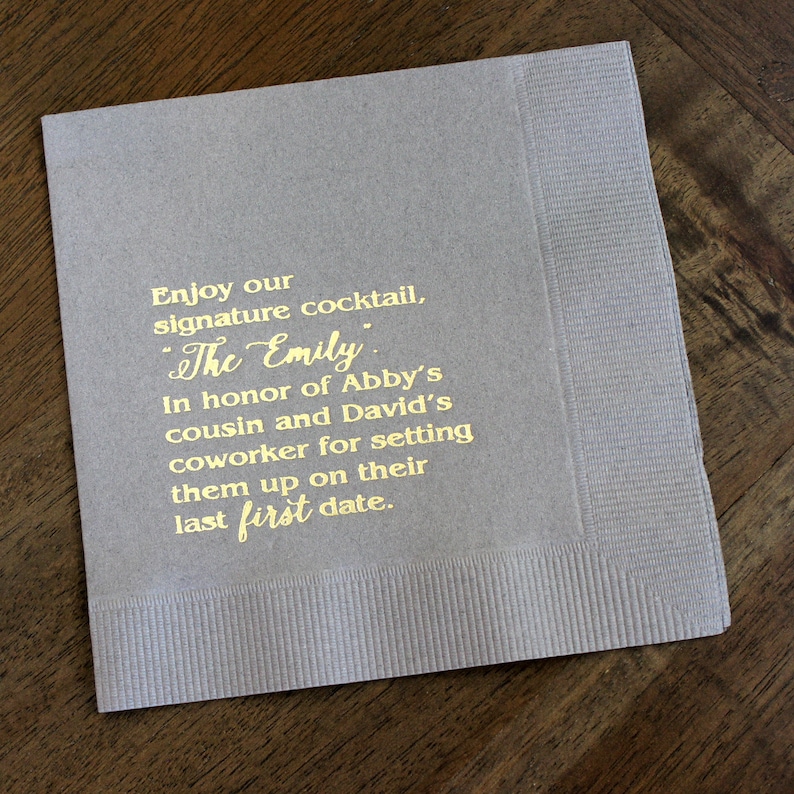 Enjoy our
signature cocktail,
"The Emily".
In honor of Abby's
cousin and David's
coworker for setting
them up on their
last first date.